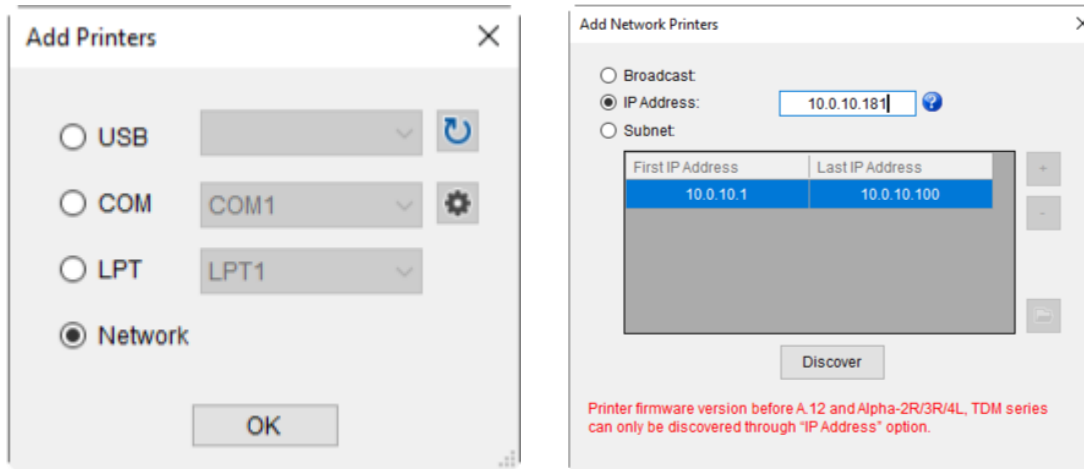 Add Printers
USB
COM
COM1
LPT
LPT1
Network
OK
Add Network Printers
Broadcast:
IP Address:
10.0.10.181
?
Subnet:
First IP Address
Last IP Address
10.0.10.1
10.0.10.100
+
-
Discover
Printer firmware version before A.12 and Alpha-2R/3R/4L, TDM series
can only be discovered through "IP Address" option.